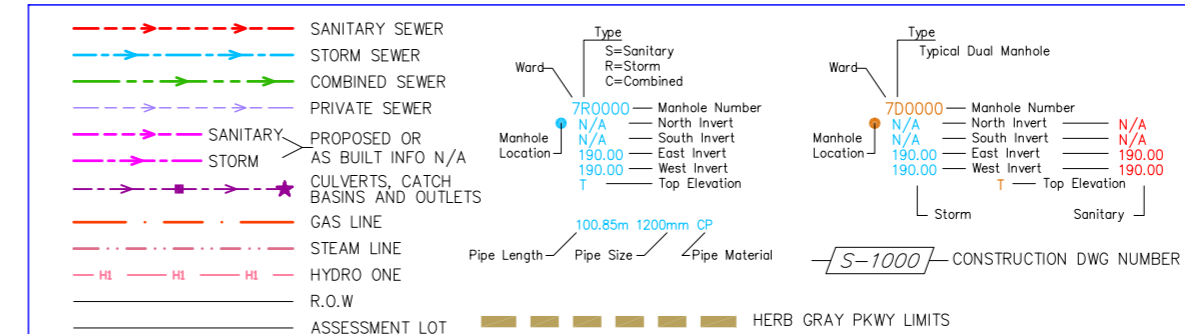 SANITARY SEWER
STORM SEWER
COMBINED SEWER
PRIVATE SEWER
SANITARY
STORM
PROPOSED OR
AS BUILT INFO N/A
CULVERTS, CATCH
BASINS AND OUTLETS
GAS LINE
STEAM LINE
H1 H1 H1 HYDRO ONE
R.O.W
ASSESSMENT LOT
Type
S=Sanitary
R=Storm
C=Combined
Ward
7R0000 Manhole Number
N/A North Invert
N/A South Invert
190.00 East Invert
190.00 West Invert
T Top Elevation
Manhole
Location
100.85m 1200mm CP
Pipe Length Pipe Size Pipe Material
HERB GRAY PKWY LIMITS
Type
Typical Dual Manhole
Ward
7D0000 Manhole Number
N/A North Invert N/A
N/A South Invert N/A
190.00 East Invert 190.00
190.00 West Invert 190.00
T Top Elevation
Manhole
Location
Storm Sanitary
S-1000 CONSTRUCTION DWG NUMBER